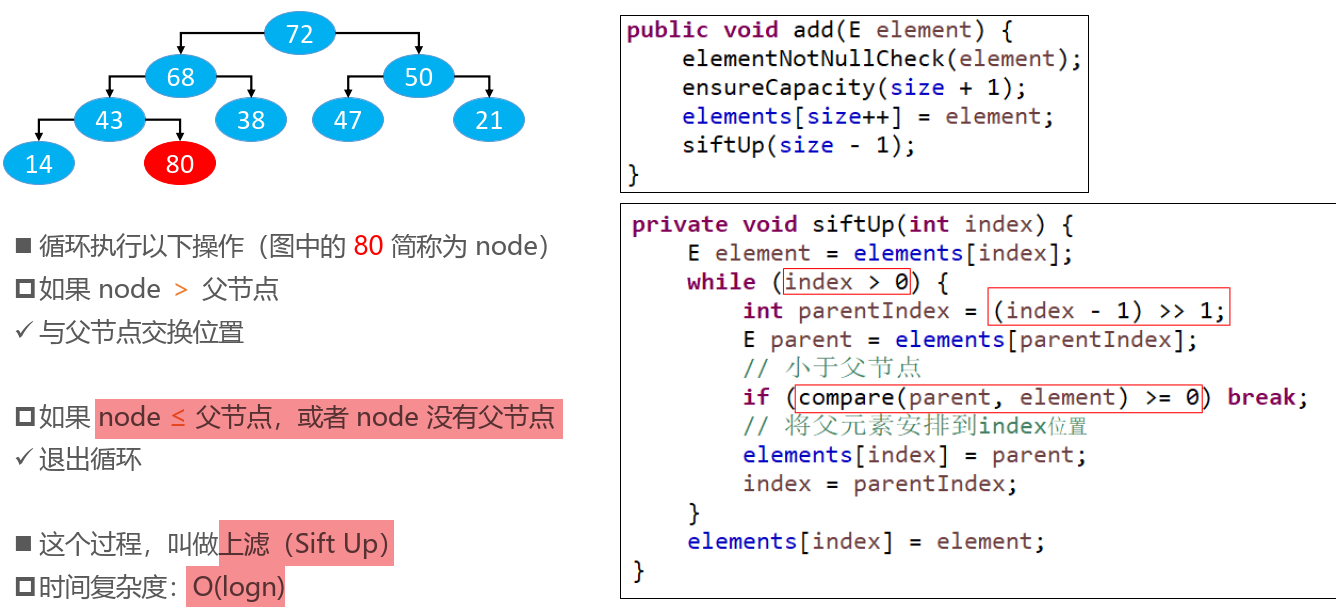 72
68
50
43
38
47
21
14
80
■ 循环执行以下操作（图中的 80 简称为 node）
如果 node > 父节点
✓ 与父节点交换位置
如果 node ≤ 父节点，或者 node 没有父节点
✓ 退出循环
■ 这个过程，叫做上滤（Sift Up）
时间复杂度：O(logn)
public void add(E element) {
elementNotNullCheck(element);
ensureCapacity(size + 1);
elements[size++] = element;
siftUp(size - 1);
}
private void siftUp(int index) {
E element = elements[index];
while (index > 0) {
int parentIndex = (index - 1) >> 1;
E parent = elements[parentIndex];
// 小于父节点
if (compare(parent, element) >= 0) break;
// 将父元素安排到index位置
elements[index] = parent;
index = parentIndex;
}
elements[index] = element;
}